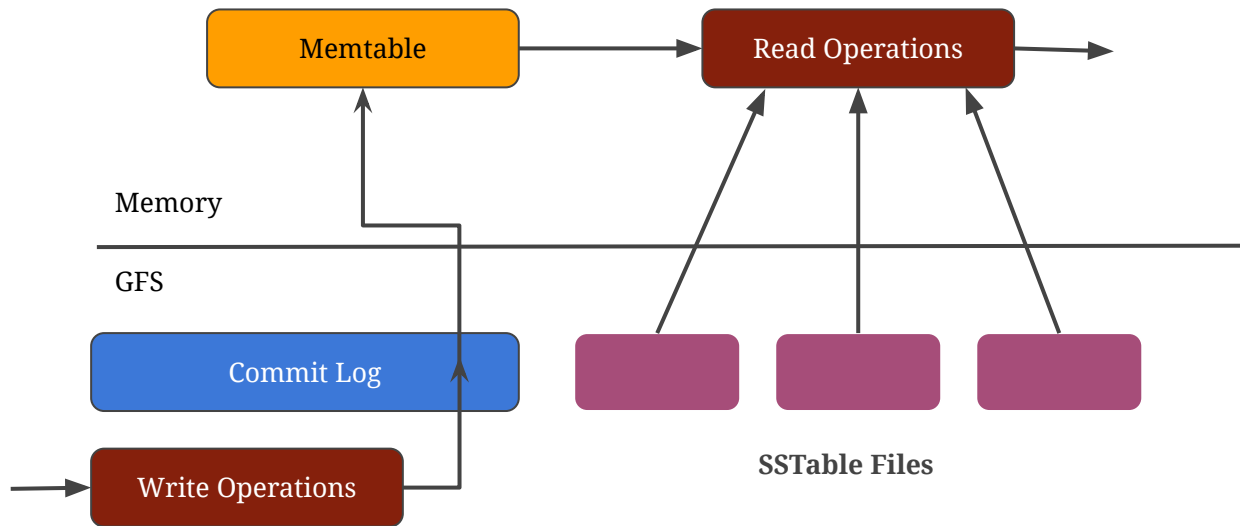 Memtable
Read Operations
Memory
GFS
Commit Log
SSTable Files
Write Operations